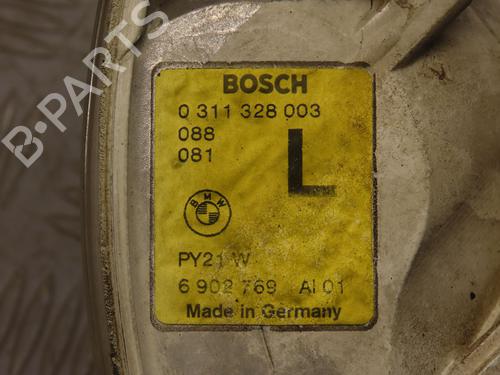 BOSCH
0 311 328 003
088
081
L
BMW
PY21 W
6 902 769 AI 01
Made in Germany
B-PARTS